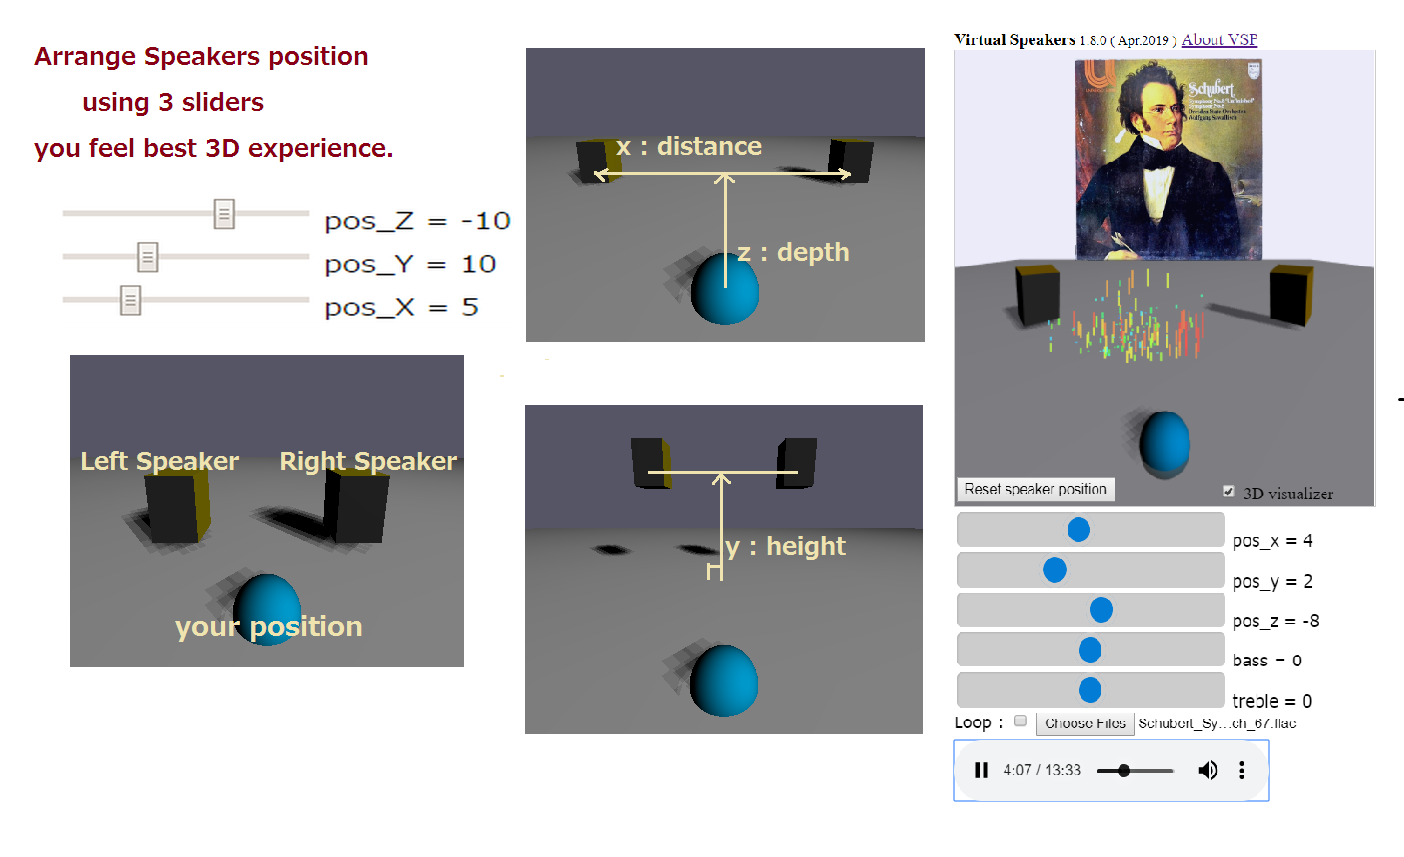 Arrange Speakers position
using 3 sliders
you feel best 3D experience.
pos_Z = -10
pos_Y = 10
pos_X = 5
Left Speaker
Right Speaker
your position
x : distance
z : depth
y : height
Virtual Speakers 1.8.0 ( Apr.2019 ) About VSP
Schubert
Wolfgang Sawallisch
Reset speaker position
3D visualizer
pos_x = 4
pos_y = 2
pos_z = -8
bass = 0
treble = 0
Loop :
Choose Files
Schubert_Sy...ch_67.flac
4:07 / 13:33